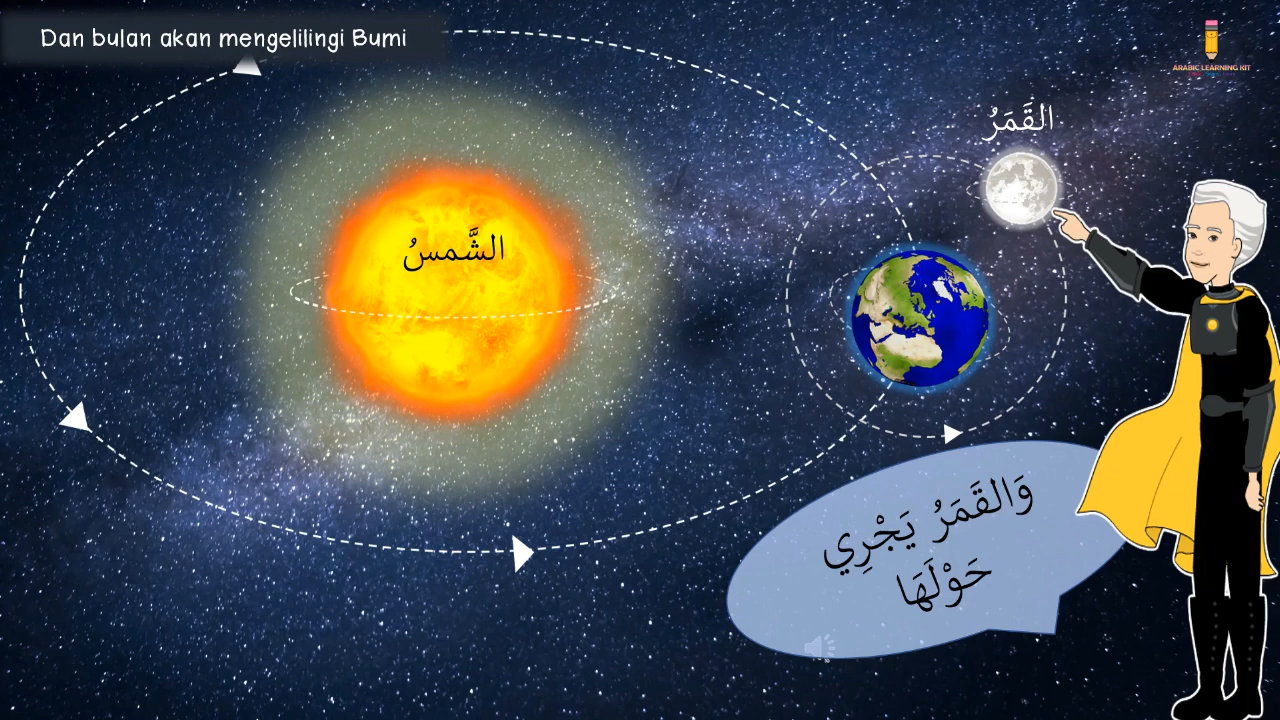 Dan bulan akan mengelilingi Bumi
ARABIC LEARNING KIT
القَمَرُ
الشَّمسُ
وَالقَمَرُ يَجْرِي
حَوْلَهَا